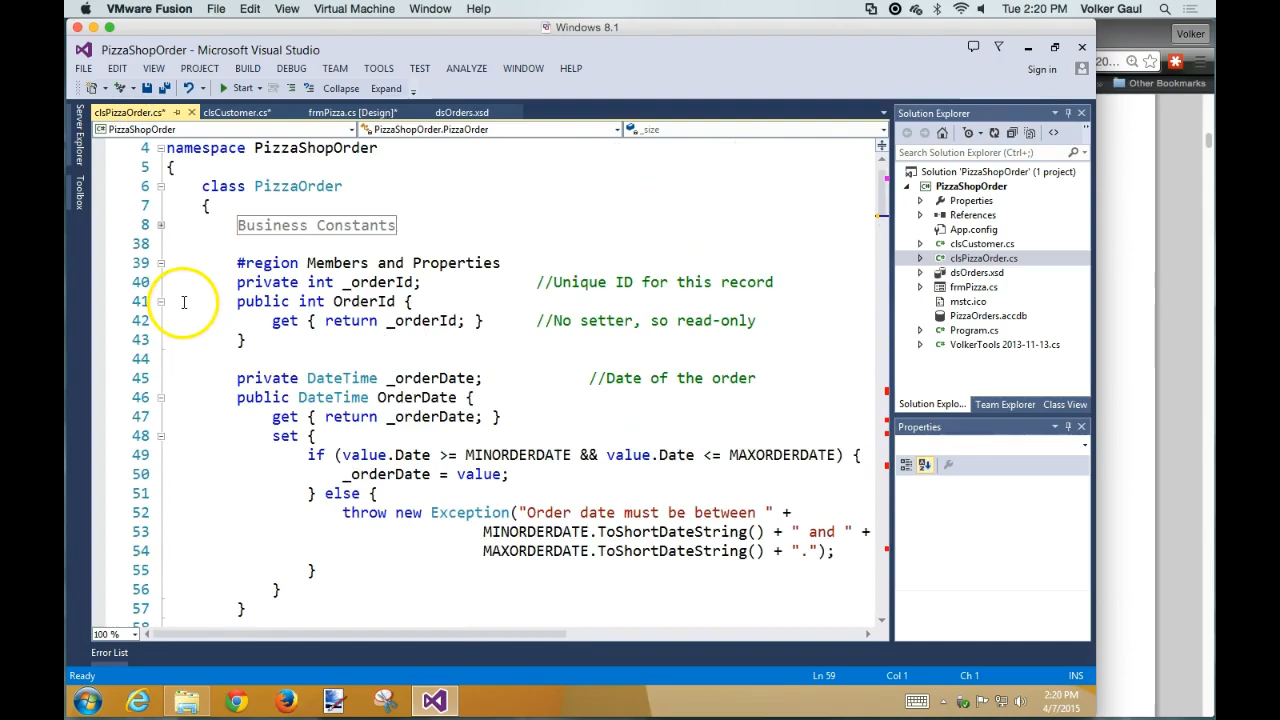 VMware Fusion File Edit View Virtual Machine Window Help Tue 2:20 PM Volker Gaul
Windows 8.1
Volker
PizzaShopOrder - Microsoft Visual Studio
20...
FILE EDIT VIEW PROJECT BUILD DEBUG TEAM TOOLS TEST ANALYZE WINDOW HELP Sign in
Other Bookmarks
Start Collapse Expand
Server Explorer
Toolbox
clsPizzaOrder.cs* clsCustomer.cs* frmPizza.cs [Design]* dsOrders.xsd
PizzaShopOrder PizzaShopOrder.PizzaOrder _size
4 namespace PizzaShopOrder
5 {
6 class PizzaOrder
7 {
8 Business Constants
38
39 #region Members and Properties
40 private int _orderId; //Unique ID for this record
41 public int OrderId {
42 get { return _orderId; } //No setter, so read-only
43 }
44
45 private DateTime _orderDate; //Date of the order
46 public DateTime OrderDate {
47 get { return _orderDate; }
48 set {
49 if (value.Date >= MINORDERDATE && value.Date <= MAXORDERDATE) {
50 _orderDate = value;
51 } else {
52 throw new Exception("Order date must be between " +
53 MINORDERDATE.ToShortDateString() + " and " +
54 MAXORDERDATE.ToShortDateString() + ".");
55 }
56 }
57 }
58
100 %
Solution Explorer
Search Solution Explorer (Ctrl+;)
Solution 'PizzaShopOrder' (1 project)
PizzaShopOrder
Properties
References
App.config
clsCustomer.cs
clsPizzaOrder.cs
dsOrders.xsd
frmPizza.cs
mstc.ico
PizzaOrders.accdb
Program.cs
VolkerTools 2013-11-13.cs
Solution Explo... Team Explorer Class View
Properties
Error List
Ready Ln 59 Col 1 Ch 1 INS
2:20 PM
4/7/2015